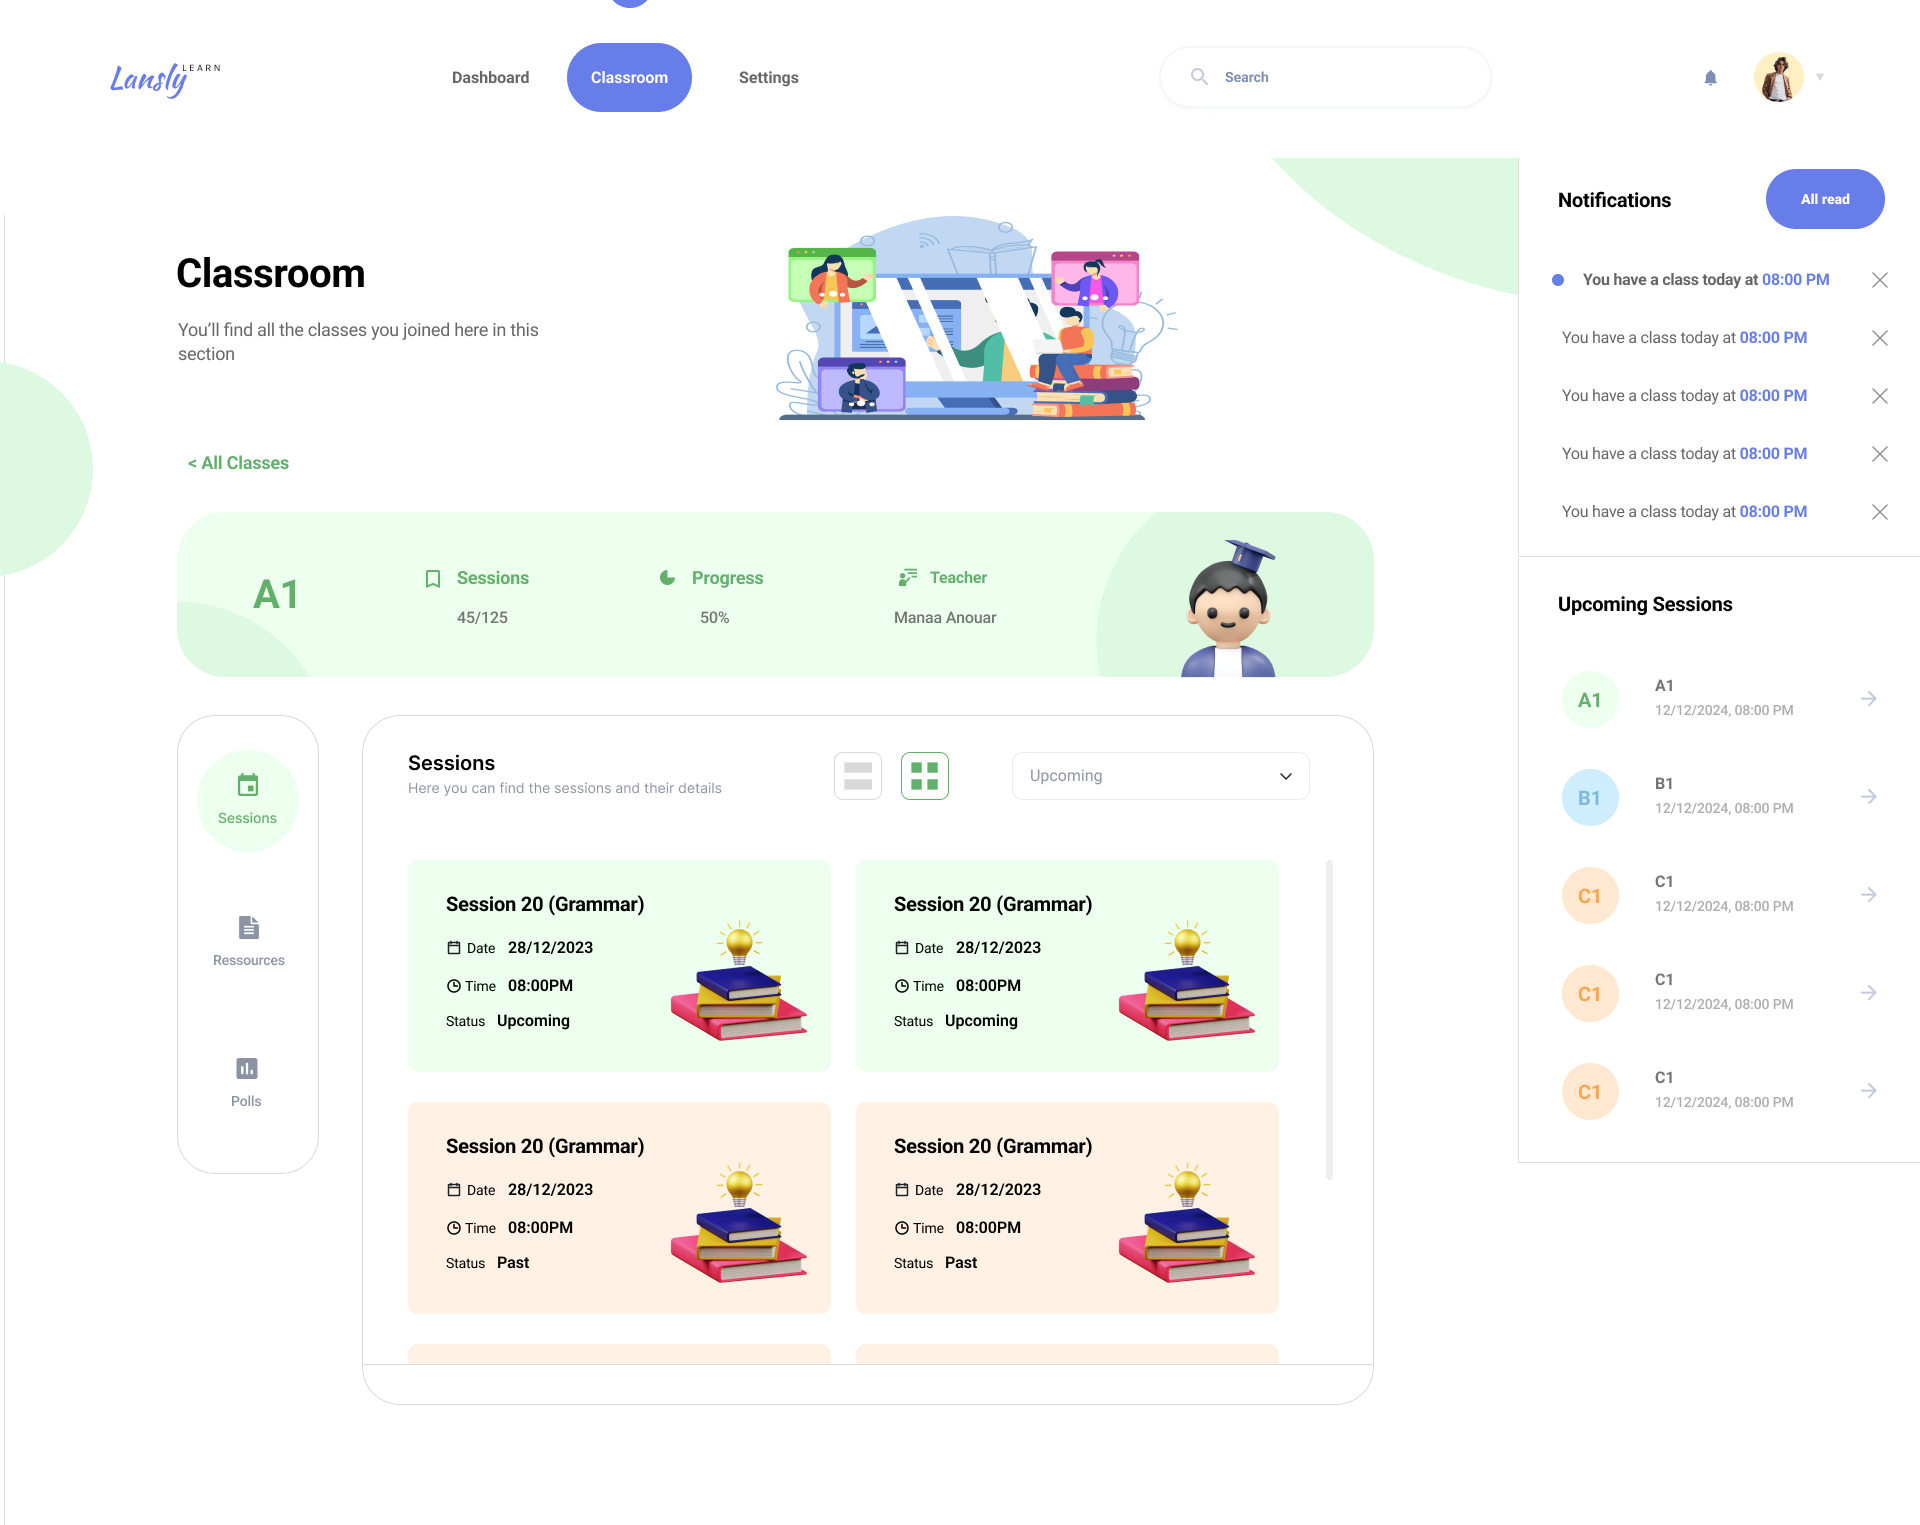 Lansly LEARN
Dashboard
Classroom
Settings
Search
Classroom
You'll find all the classes you joined here in this
section
< All Classes
A1
Sessions
45/125
Progress
50%
Teacher
Manaa Anouar
Sessions
Ressources
Polls
Sessions
Here you can find the sessions and their details
Upcoming
Session 20 (Grammar)
Date 28/12/2023
Time 08:00PM
Status Upcoming
Session 20 (Grammar)
Date 28/12/2023
Time 08:00PM
Status Upcoming
Session 20 (Grammar)
Date 28/12/2023
Time 08:00PM
Status Past
Session 20 (Grammar)
Date 28/12/2023
Time 08:00PM
Status Past
Notifications
All read
You have a class today at 08:00 PM
You have a class today at 08:00 PM
You have a class today at 08:00 PM
You have a class today at 08:00 PM
You have a class today at 08:00 PM
Upcoming Sessions
A1
A1
12/12/2024, 08:00 PM
B1
B1
12/12/2024, 08:00 PM
C1
C1
12/12/2024, 08:00 PM
C1
C1
12/12/2024, 08:00 PM
C1
C1
12/12/2024, 08:00 PM